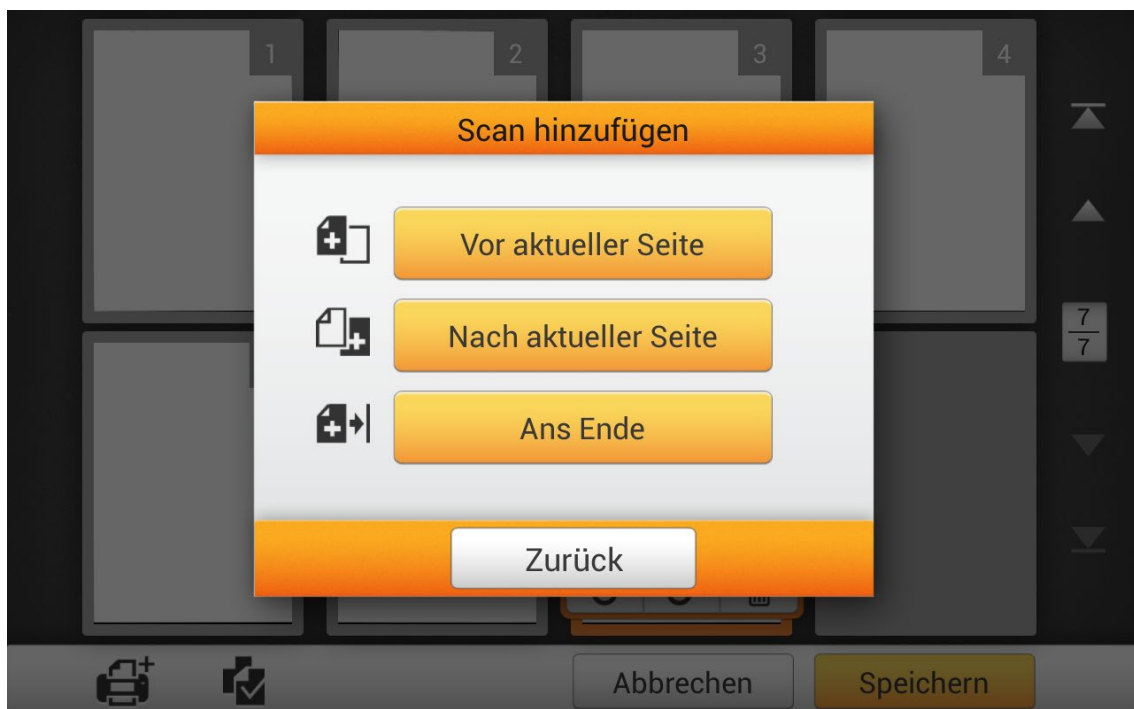 1
2
3
4
Scan hinzufügen
Vor aktueller Seite
Nach aktueller Seite
7
7
Ans Ende
Zurück
Abbrechen
Speichern